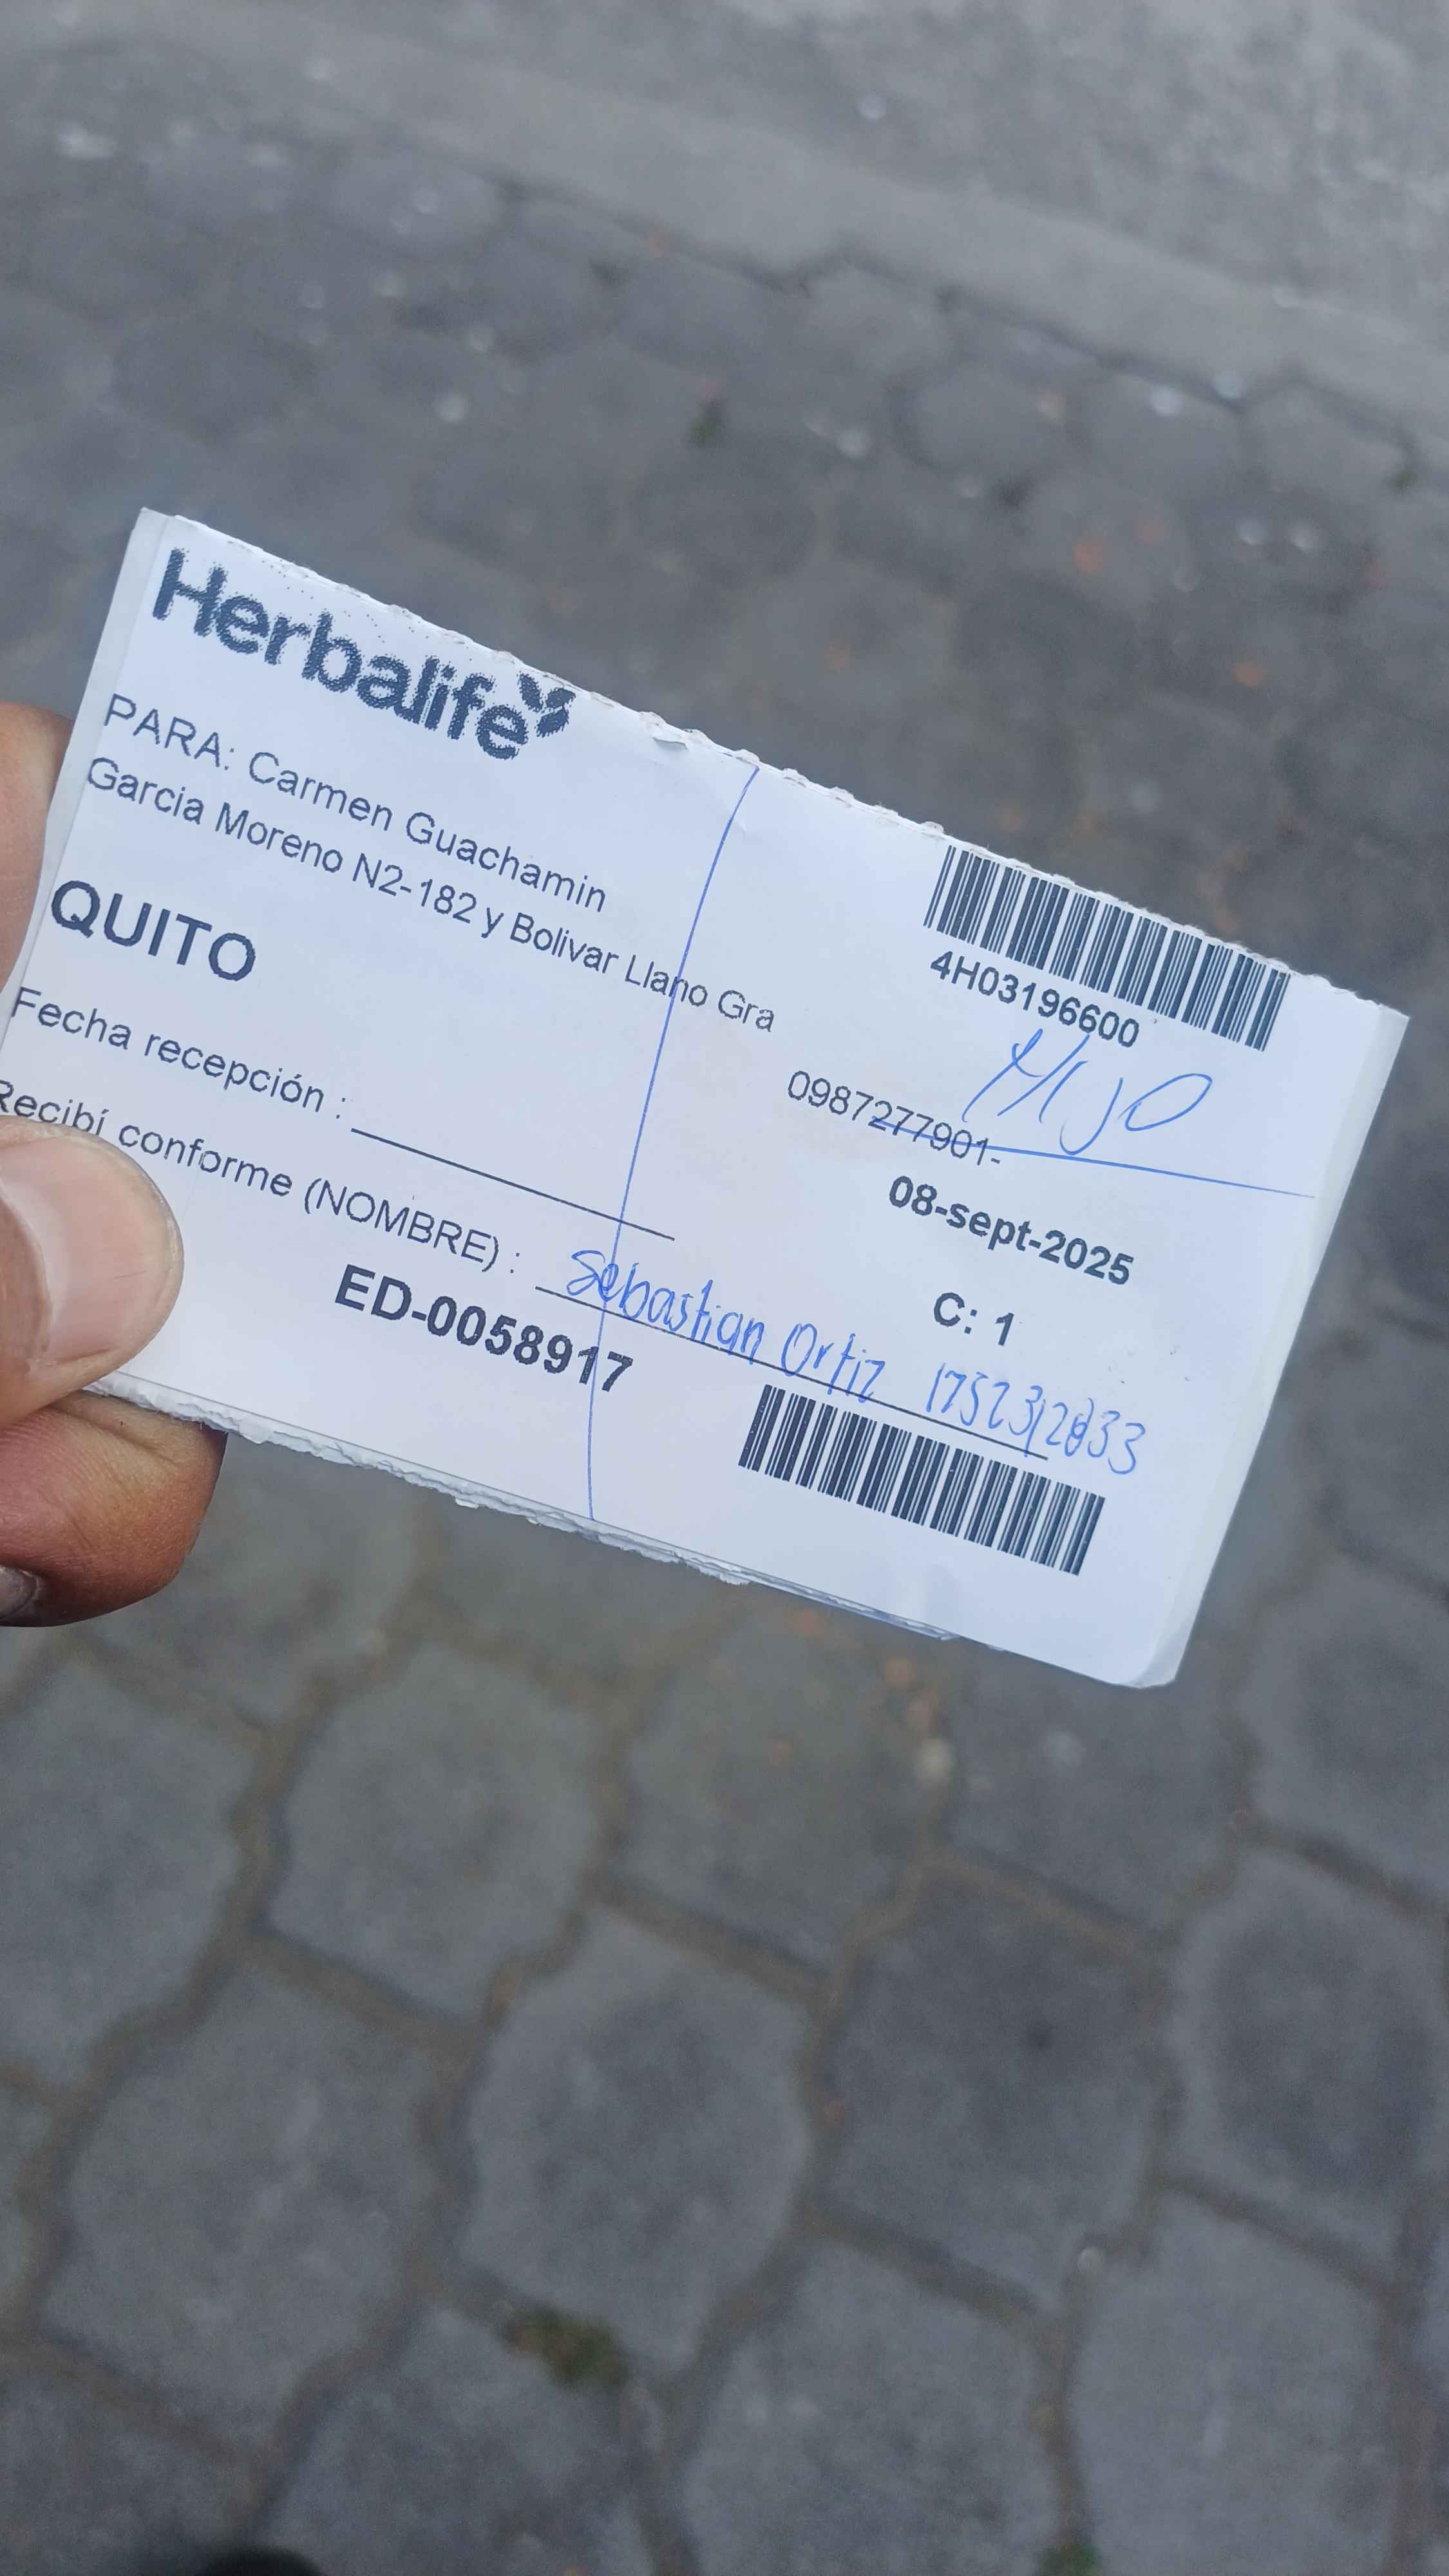 Herbalife
PARA: Carmen Guachamin
Garcia Moreno N2-182 y Bolivar Llano Gra
QUITO
4H03196600
Hijo
0987277901-
08-sept-2025
Fecha recepción :
C: 1
Recibí conforme (NOMBRE) : Sebastian Ortiz
ED-0058917